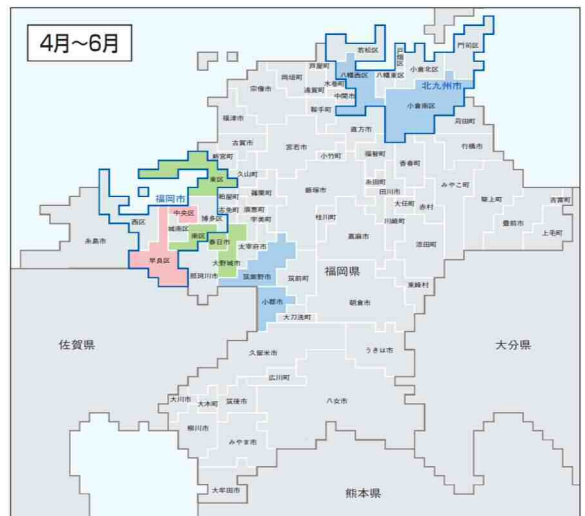 4月～6月
若松区
戸畑区
門司区
芦屋町
岡垣町
水巻町
八幡西区
八幡東区
小倉北区
宗像市
遠賀町
中間市
北九州市
鞍手町
小倉南区
福津市
直方市
苅田町
古賀市
宮若市
行橋市
新宮町
小竹町
福智町
香春町
東区
久山町
糸田町
みやこ町
福岡市
篠栗町
飯塚市
田川市
築上町
吉富町
中央区
粕屋町
大任町
赤村
西区
博多区
志免町
須恵町
桂川町
川崎町
豊前市
城南区
宇美町
上毛町
糸島市
南区
春日市
太宰府市
嘉麻市
添田町
早良区
大野城市
福岡県
那珂川市
筑紫野市
筑前町
東峰村
小郡市
朝倉市
大刀洗町
佐賀県
大分県
久留米市
うきは市
広川町
大川市
大木町
筑後市
八女市
柳川市
みやま市
大牟田市
熊本県